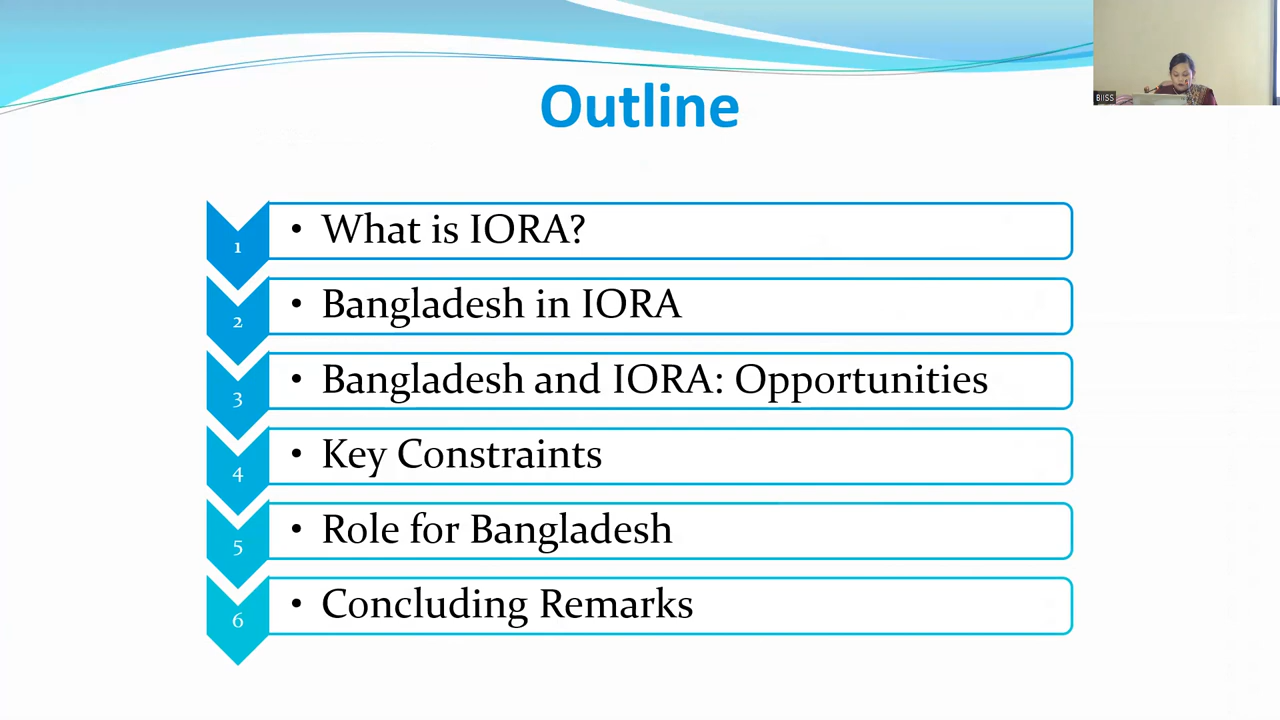 BIISS
Outline
1 • What is IORA?
2 • Bangladesh in IORA
3 • Bangladesh and IORA: Opportunities
4 • Key Constraints
5 • Role for Bangladesh
6 • Concluding Remarks